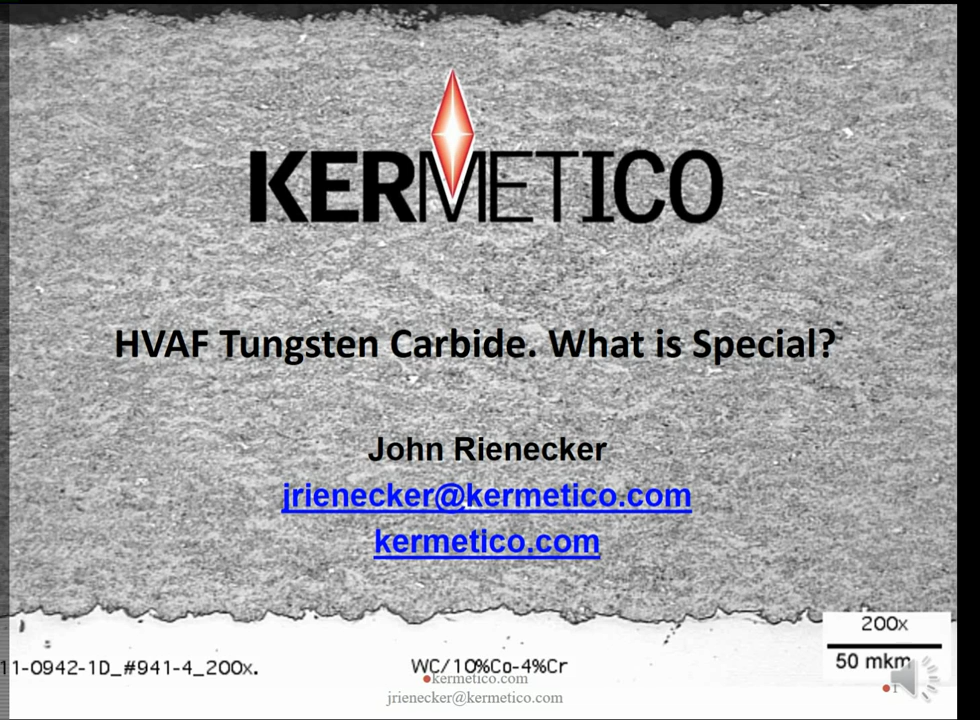 KERMETICO
HVAF Tungsten Carbide. What is Special?
John Rienecker
jrienecker@kermetico.com
kermetico.com
200x
50 mkm
11-0942-1D_#941-4_200x.
WC/10%Co-4%Cr
kermetico.com
jrienecker@kermetico.com
1